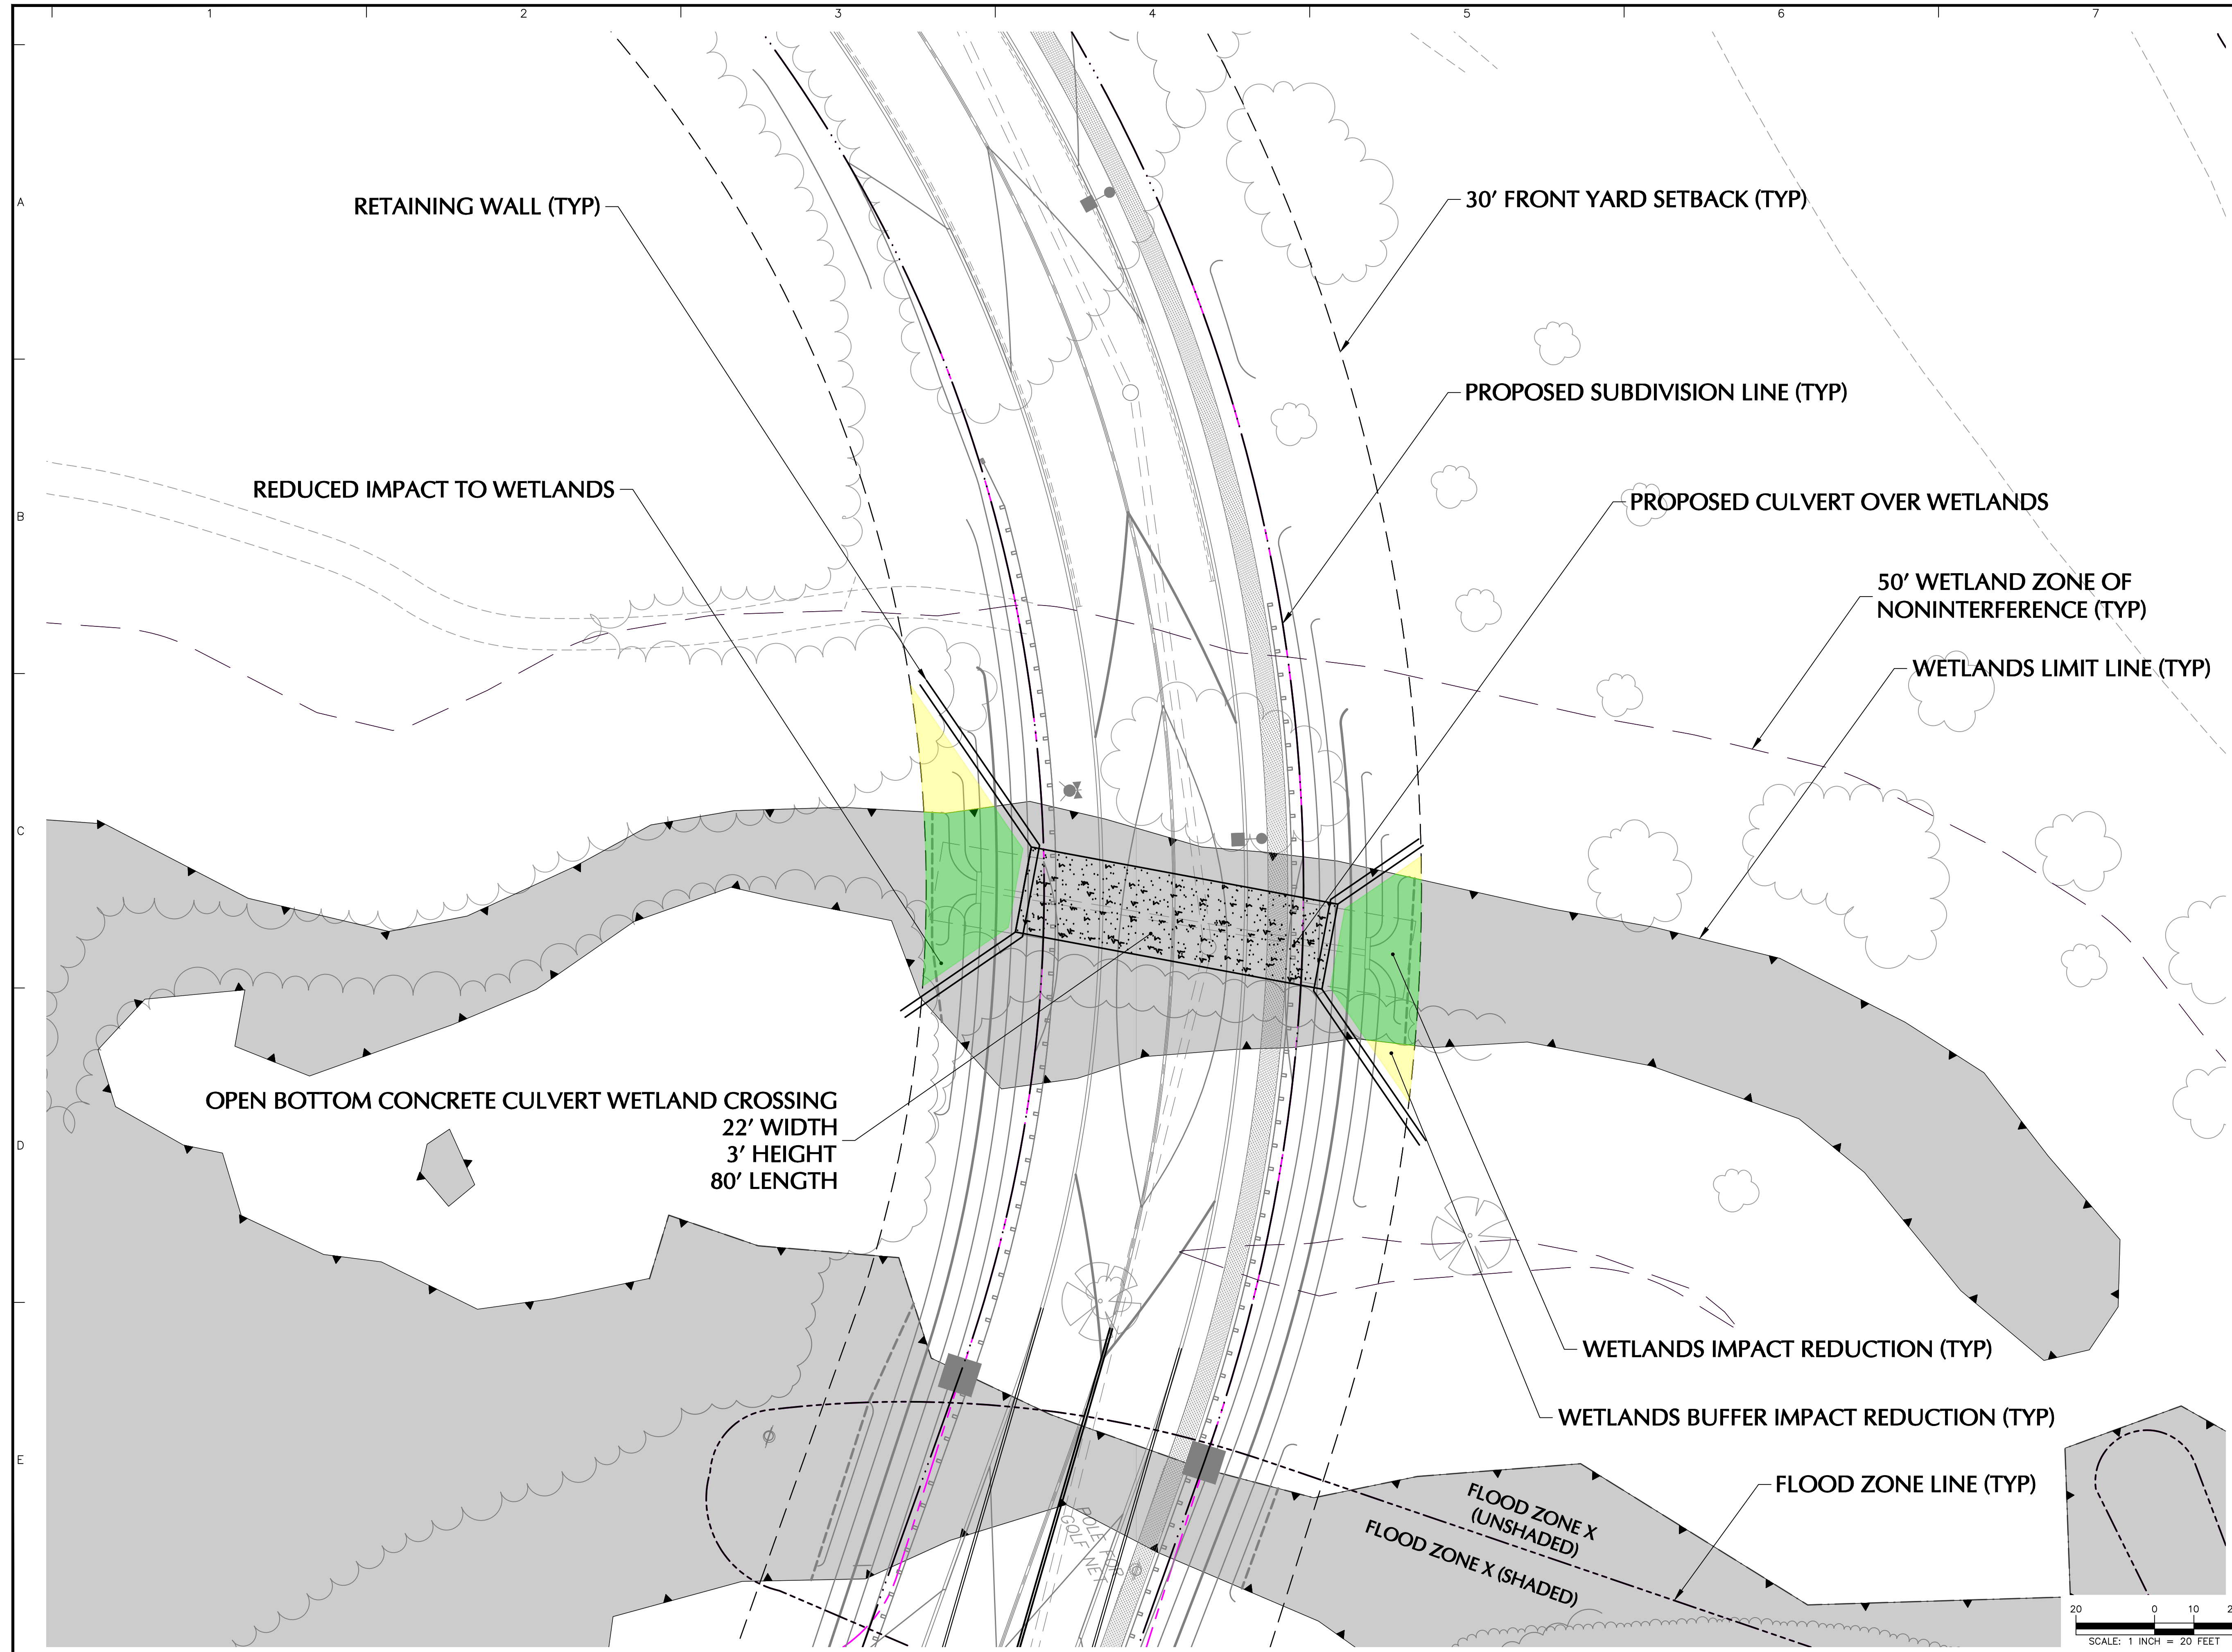 1 2 3 4 5 6 7
A
RETAINING WALL (TYP)
30' FRONT YARD SETBACK (TYP)
PROPOSED SUBDIVISION LINE (TYP)
REDUCED IMPACT TO WETLANDS
PROPOSED CULVERT OVER WETLANDS
B
50' WETLAND ZONE OF
NONINTERFERENCE (TYP)
WETLANDS LIMIT LINE (TYP)
C
OPEN BOTTOM CONCRETE CULVERT WETLAND CROSSING
22' WIDTH
3' HEIGHT
80' LENGTH
D
WETLANDS IMPACT REDUCTION (TYP)
WETLANDS BUFFER IMPACT REDUCTION (TYP)
E
FLOOD ZONE LINE (TYP)
FLOOD ZONE X
(UNSHADED)
FLOOD ZONE X (SHADED)
POLE FOR
GOLF NET
20 0 10
SCALE: 1 INCH = 20 FEET